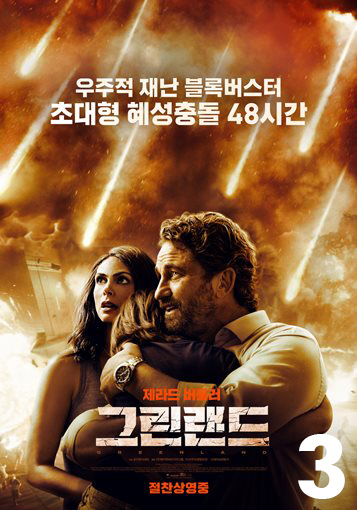 우주적 재난 블록버스터
초대형 혜성충돌 48시간
제라드 버틀러
그린랜드
GREENLAND
절찬상영중
3